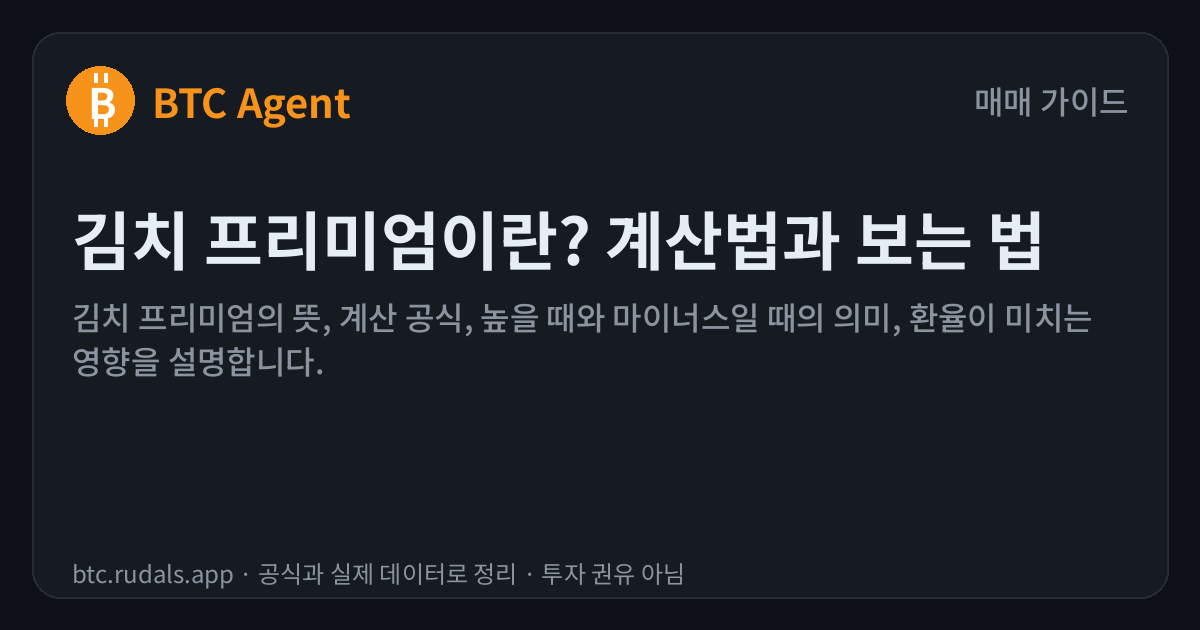 BTC Agent
매매 가이드
김치 프리미엄이란? 계산법과 보는 법
김치 프리미엄의 뜻, 계산 공식, 높을 때와 마이너스일 때의 의미, 환율이 미치는
영향을 설명합니다.
btc.rudals.app · 공식과 실제 데이터로 정리 · 투자 권유 아님